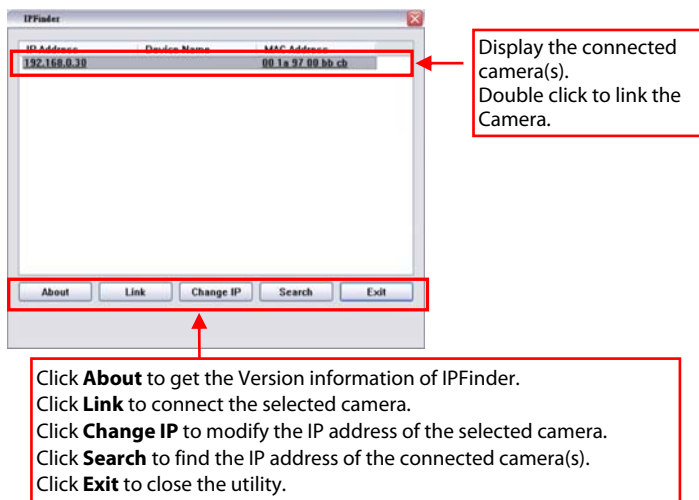 IPFinder
IP Address Device Name MAC Address
192.168.0.30 00 1a 97 00 bb cb
Display the connected
camera(s).
Double click to link the
Camera.
About Link Change IP Search Exit
Click About to get the Version information of IPFinder.
Click Link to connect the selected camera.
Click Change IP to modify the IP address of the selected camera.
Click Search to find the IP address of the connected camera(s).
Click Exit to close the utility.